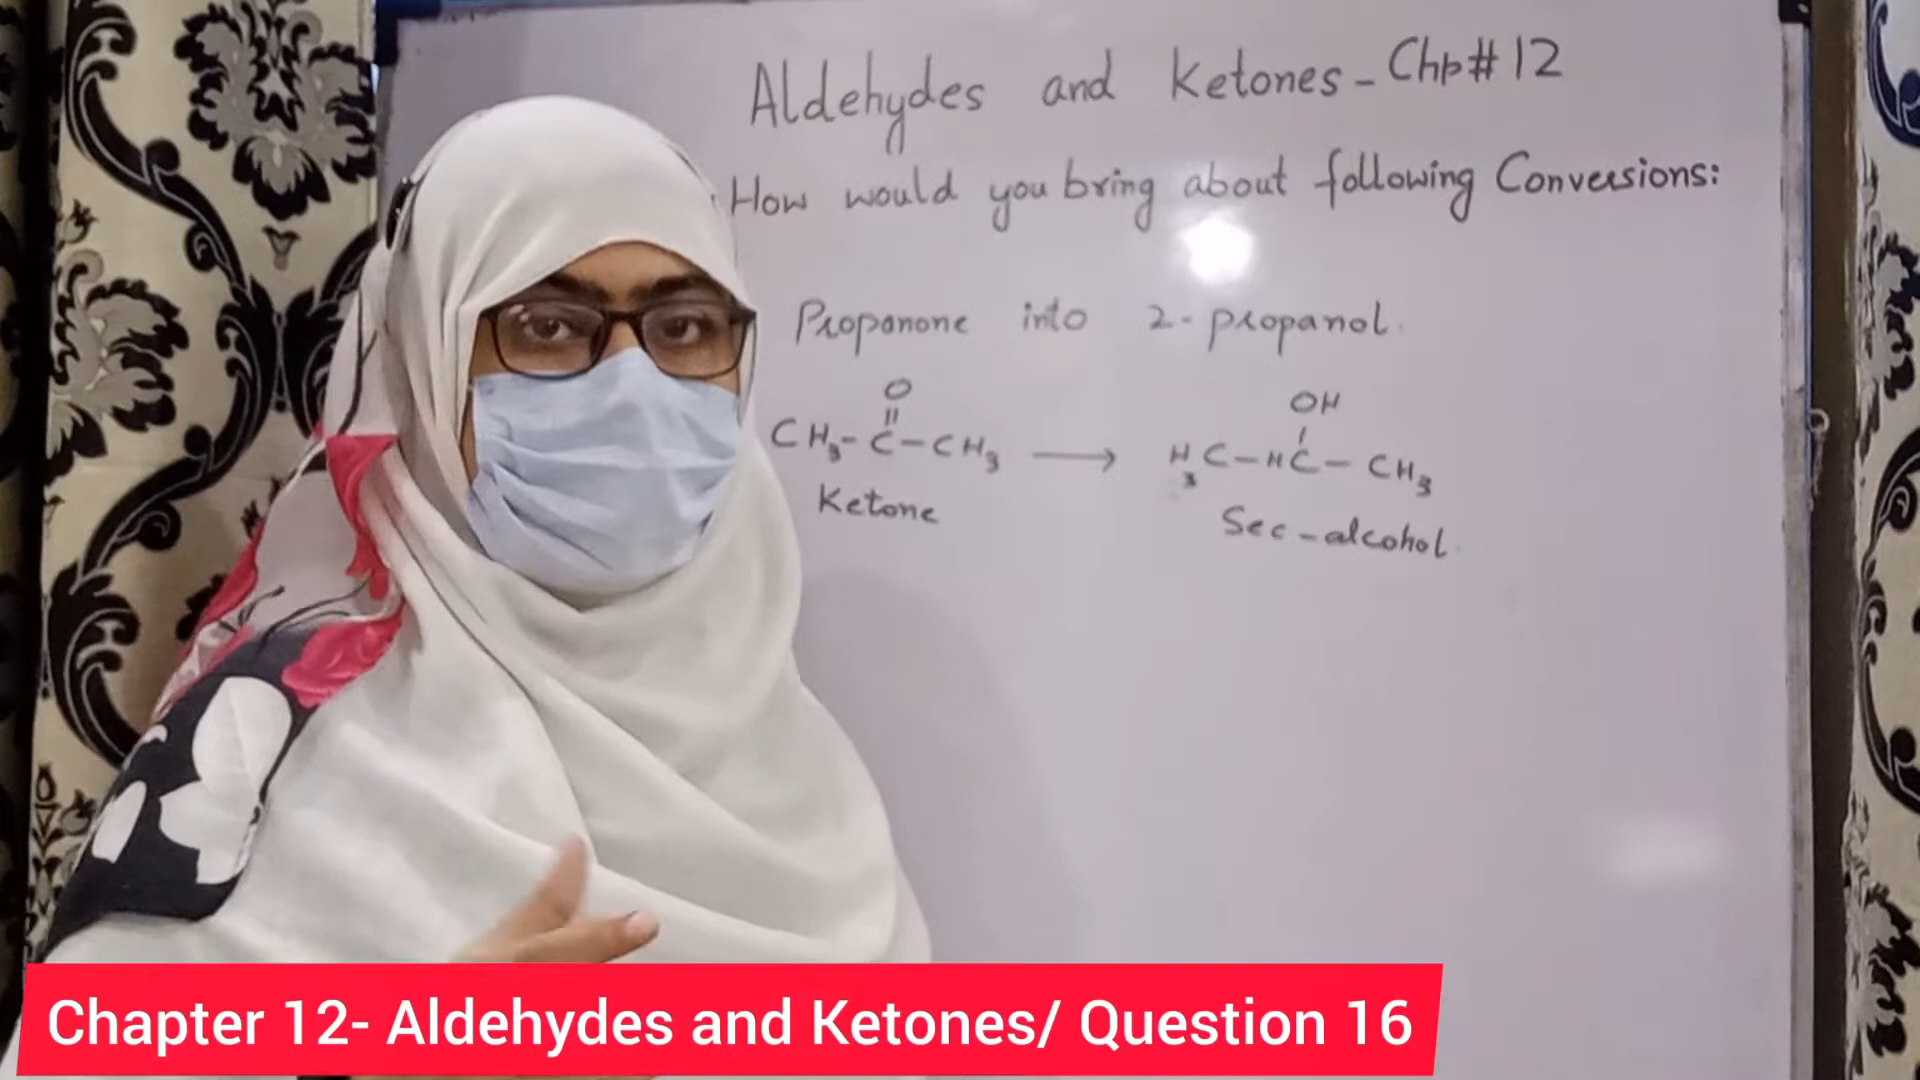 Aldehydes and Ketones - Chp# 12
How would you bring about following Conversions:
Propanone into 2-propanol.
O
||
CH3-C-CH3 → H3C-HC-CH3
OH
Ketone
Sec-alcohol.
Chapter 12- Aldehydes and Ketones/ Question 16